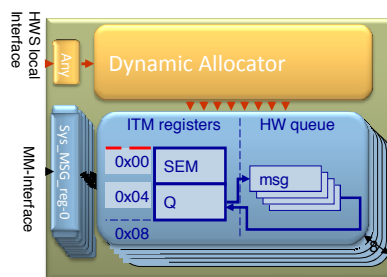 HWS local
Interface
Any
Dynamic Allocator
MM-Interface
Sys_MSG_reg-0
ITM registers
HW queue
0x00
SEM
0x04
Q
msg
0x08
8